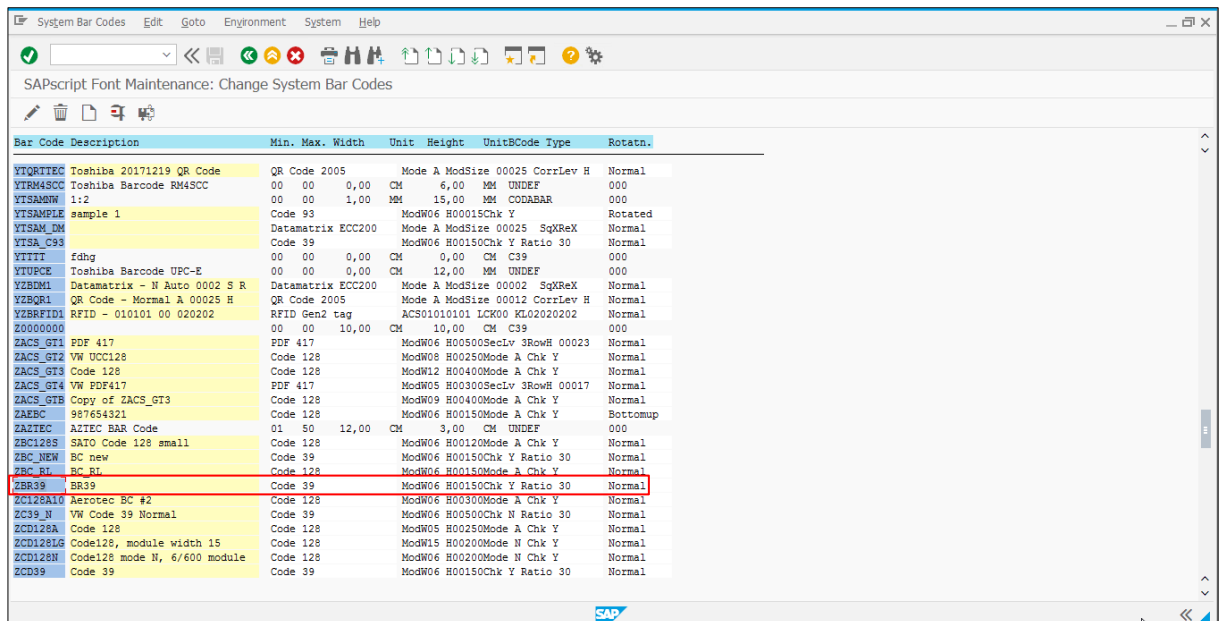 System Bar Codes Edit Goto Environment System Help
SAPscript Font Maintenance: Change System Bar Codes
Bar Code Description Min. Max. Width Unit Height UnitBCode Type Rotatn.
YTQRTTEC Toshiba 20171219 QR Code QR Code 2005 Mode A ModSize 00025 CorrLev H Normal
YTRM4SCC Toshiba Barcode RM4SCC 00 00 0,00 CM 6,00 MM UNDEF 000
YTSAMNW 1:2 00 00 1,00 MM 15,00 MM CODABAR 000
YTSAMPLE sample 1 Code 93 ModW06 H00015Chk Y Rotated
YTSAM_DM Datamatrix ECC200 Mode A ModSize 00025 SqXReX Normal
YTSA_C93 Code 39 ModW06 H00150Chk Y Ratio 30 Normal
YTTTT fdhg 00 00 0,00 CM 0,00 CM C39 000
YTUPCE Toshiba Barcode UPC-E 00 00 0,00 CM 12,00 MM UNDEF 000
YZBDM1 Datamatrix - N Auto 0002 S R Datamatrix ECC200 Mode A ModSize 00002 SqXReX Normal
YZBQR1 QR Code - Mormal A 00025 H QR Code 2005 Mode A ModSize 00012 CorrLev H Normal
YZBRFID1 RFID - 010101 00 020202 RFID Gen2 tag ACS01010101 LCK00 KL02020202 Normal
Z0000000 00 00 10,00 CM 10,00 CM C39 000
ZACS_GT1 PDF 417 PDF 417 ModW06 H00500SecLv 3RowH 00023 Normal
ZACS_GT2 VW UCC128 Code 128 ModW08 H00250Mode A Chk Y Normal
ZACS_GT3 Code 128 Code 128 ModW12 H00400Mode A Chk Y Normal
ZACS_GT4 VW PDF417 PDF 417 ModW05 H00300SecLv 3RowH 00017 Normal
ZACS_GTB Copy of ZACS_GT3 Code 128 ModW09 H00400Mode A Chk Y Normal
ZAEBC 987654321 Code 128 ModW06 H00150Mode A Chk Y Bottomup
ZAZTEC AZTEC BAR Code 01 50 12,00 CM 3,00 CM UNDEF 000
ZBC128S SATO Code 128 small Code 128 ModW06 H00120Mode A Chk Y Normal
ZBC_NEW BC new Code 39 ModW06 H00150Chk Y Ratio 30 Normal
ZBC_RL BC_RL Code 128 ModW06 H00150Mode A Chk Y Normal
ZBR39 BR39 Code 39 ModW06 H00150Chk Y Ratio 30 Normal
ZC128A10 Aerotec BC #2 Code 128 ModW06 H00300Mode A Chk Y Normal
ZC39_N VW Code 39 Normal Code 39 ModW06 H00500Chk N Ratio 30 Normal
ZCD128A Code 128 Code 128 ModW05 H00250Mode A Chk Y Normal
ZCD128LG Code128, module width 15 Code 128 ModW15 H00200Mode N Chk Y Normal
ZCD128N Code128 mode N, 6/600 module Code 128 ModW06 H00200Mode N Chk Y Normal
ZCD39 Code 39 Code 39 ModW06 H00150Chk Y Ratio 30 Normal
SAP